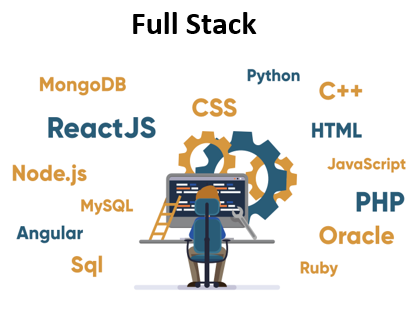 Full Stack
Python
MongoDB
C++
CSS
ReactJS
HTML
JavaScript
Node.js
MySQL
PHP
Angular
Oracle
Sql
Ruby